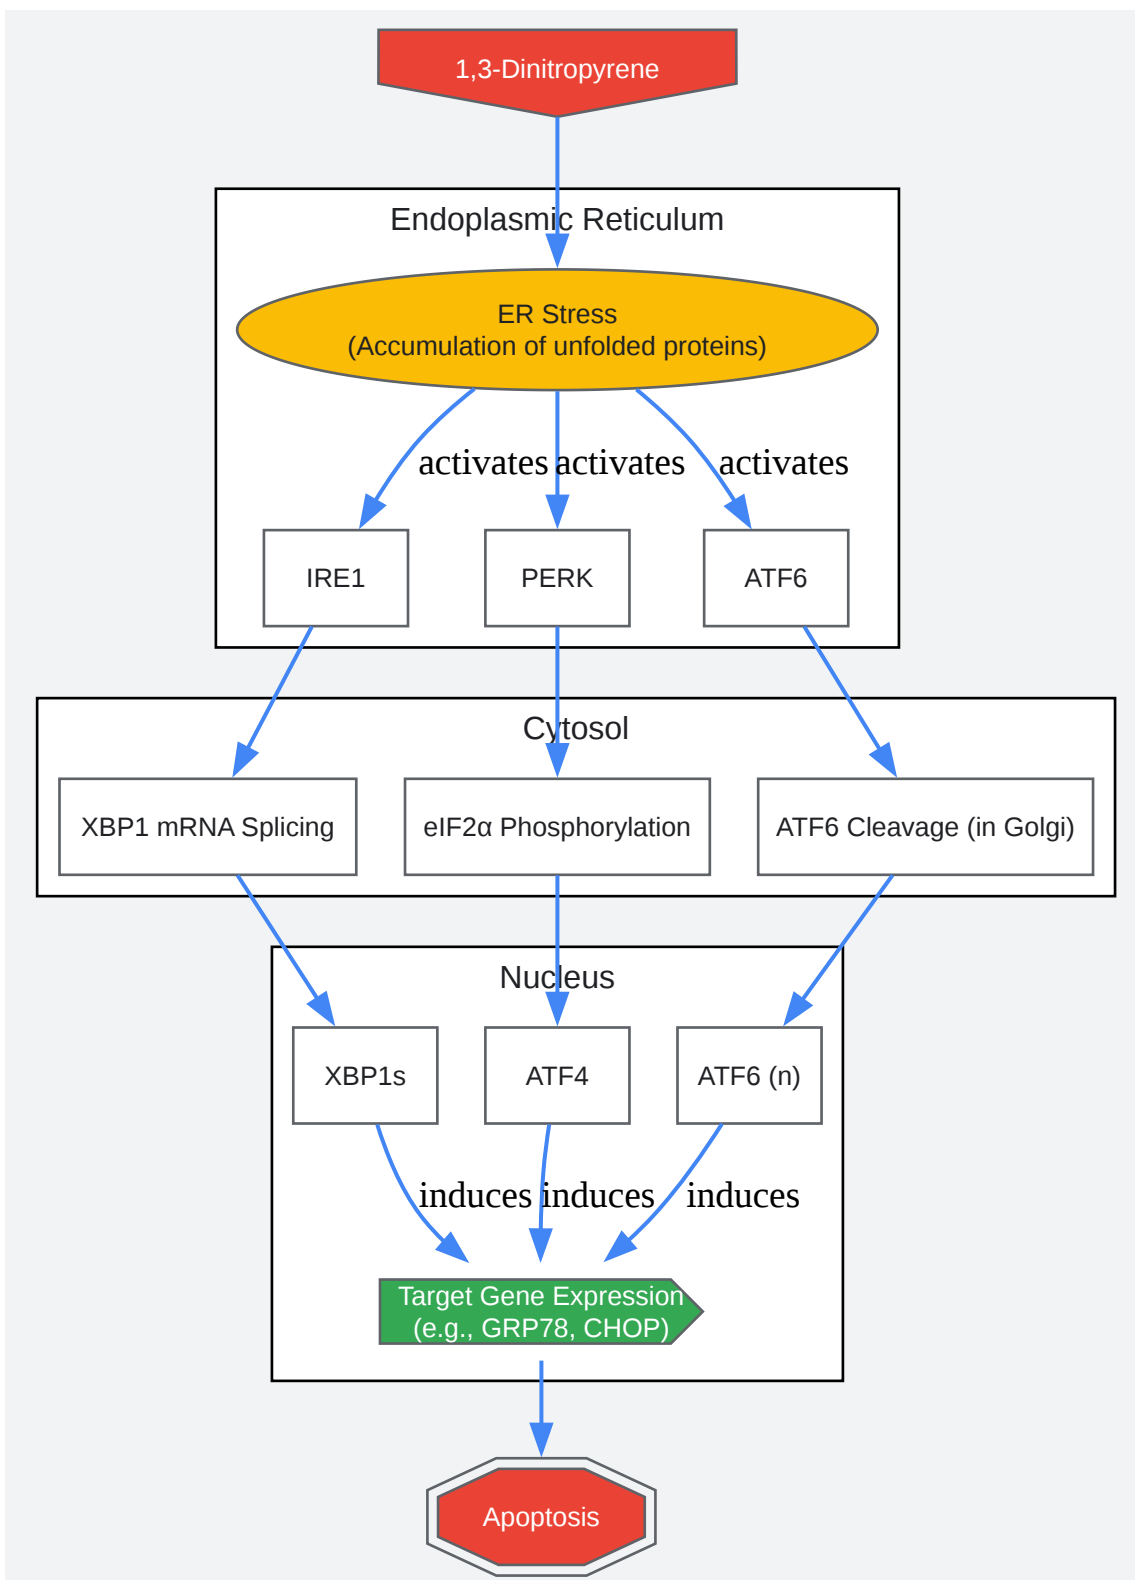 1,3-Dinitropyrene
Endoplasmic Reticulum
ER Stress
(Accumulation of unfolded proteins)
activates activates activates
IRE1 PERK ATF6
Cytosol
XBP1 mRNA Splicing eIF2α Phosphorylation ATF6 Cleavage (in Golgi)
Nucleus
XBP1s ATF4 ATF6 (n)
induces induces induces
Target Gene Expression
(e.g., GRP78, CHOP)
Apoptosis